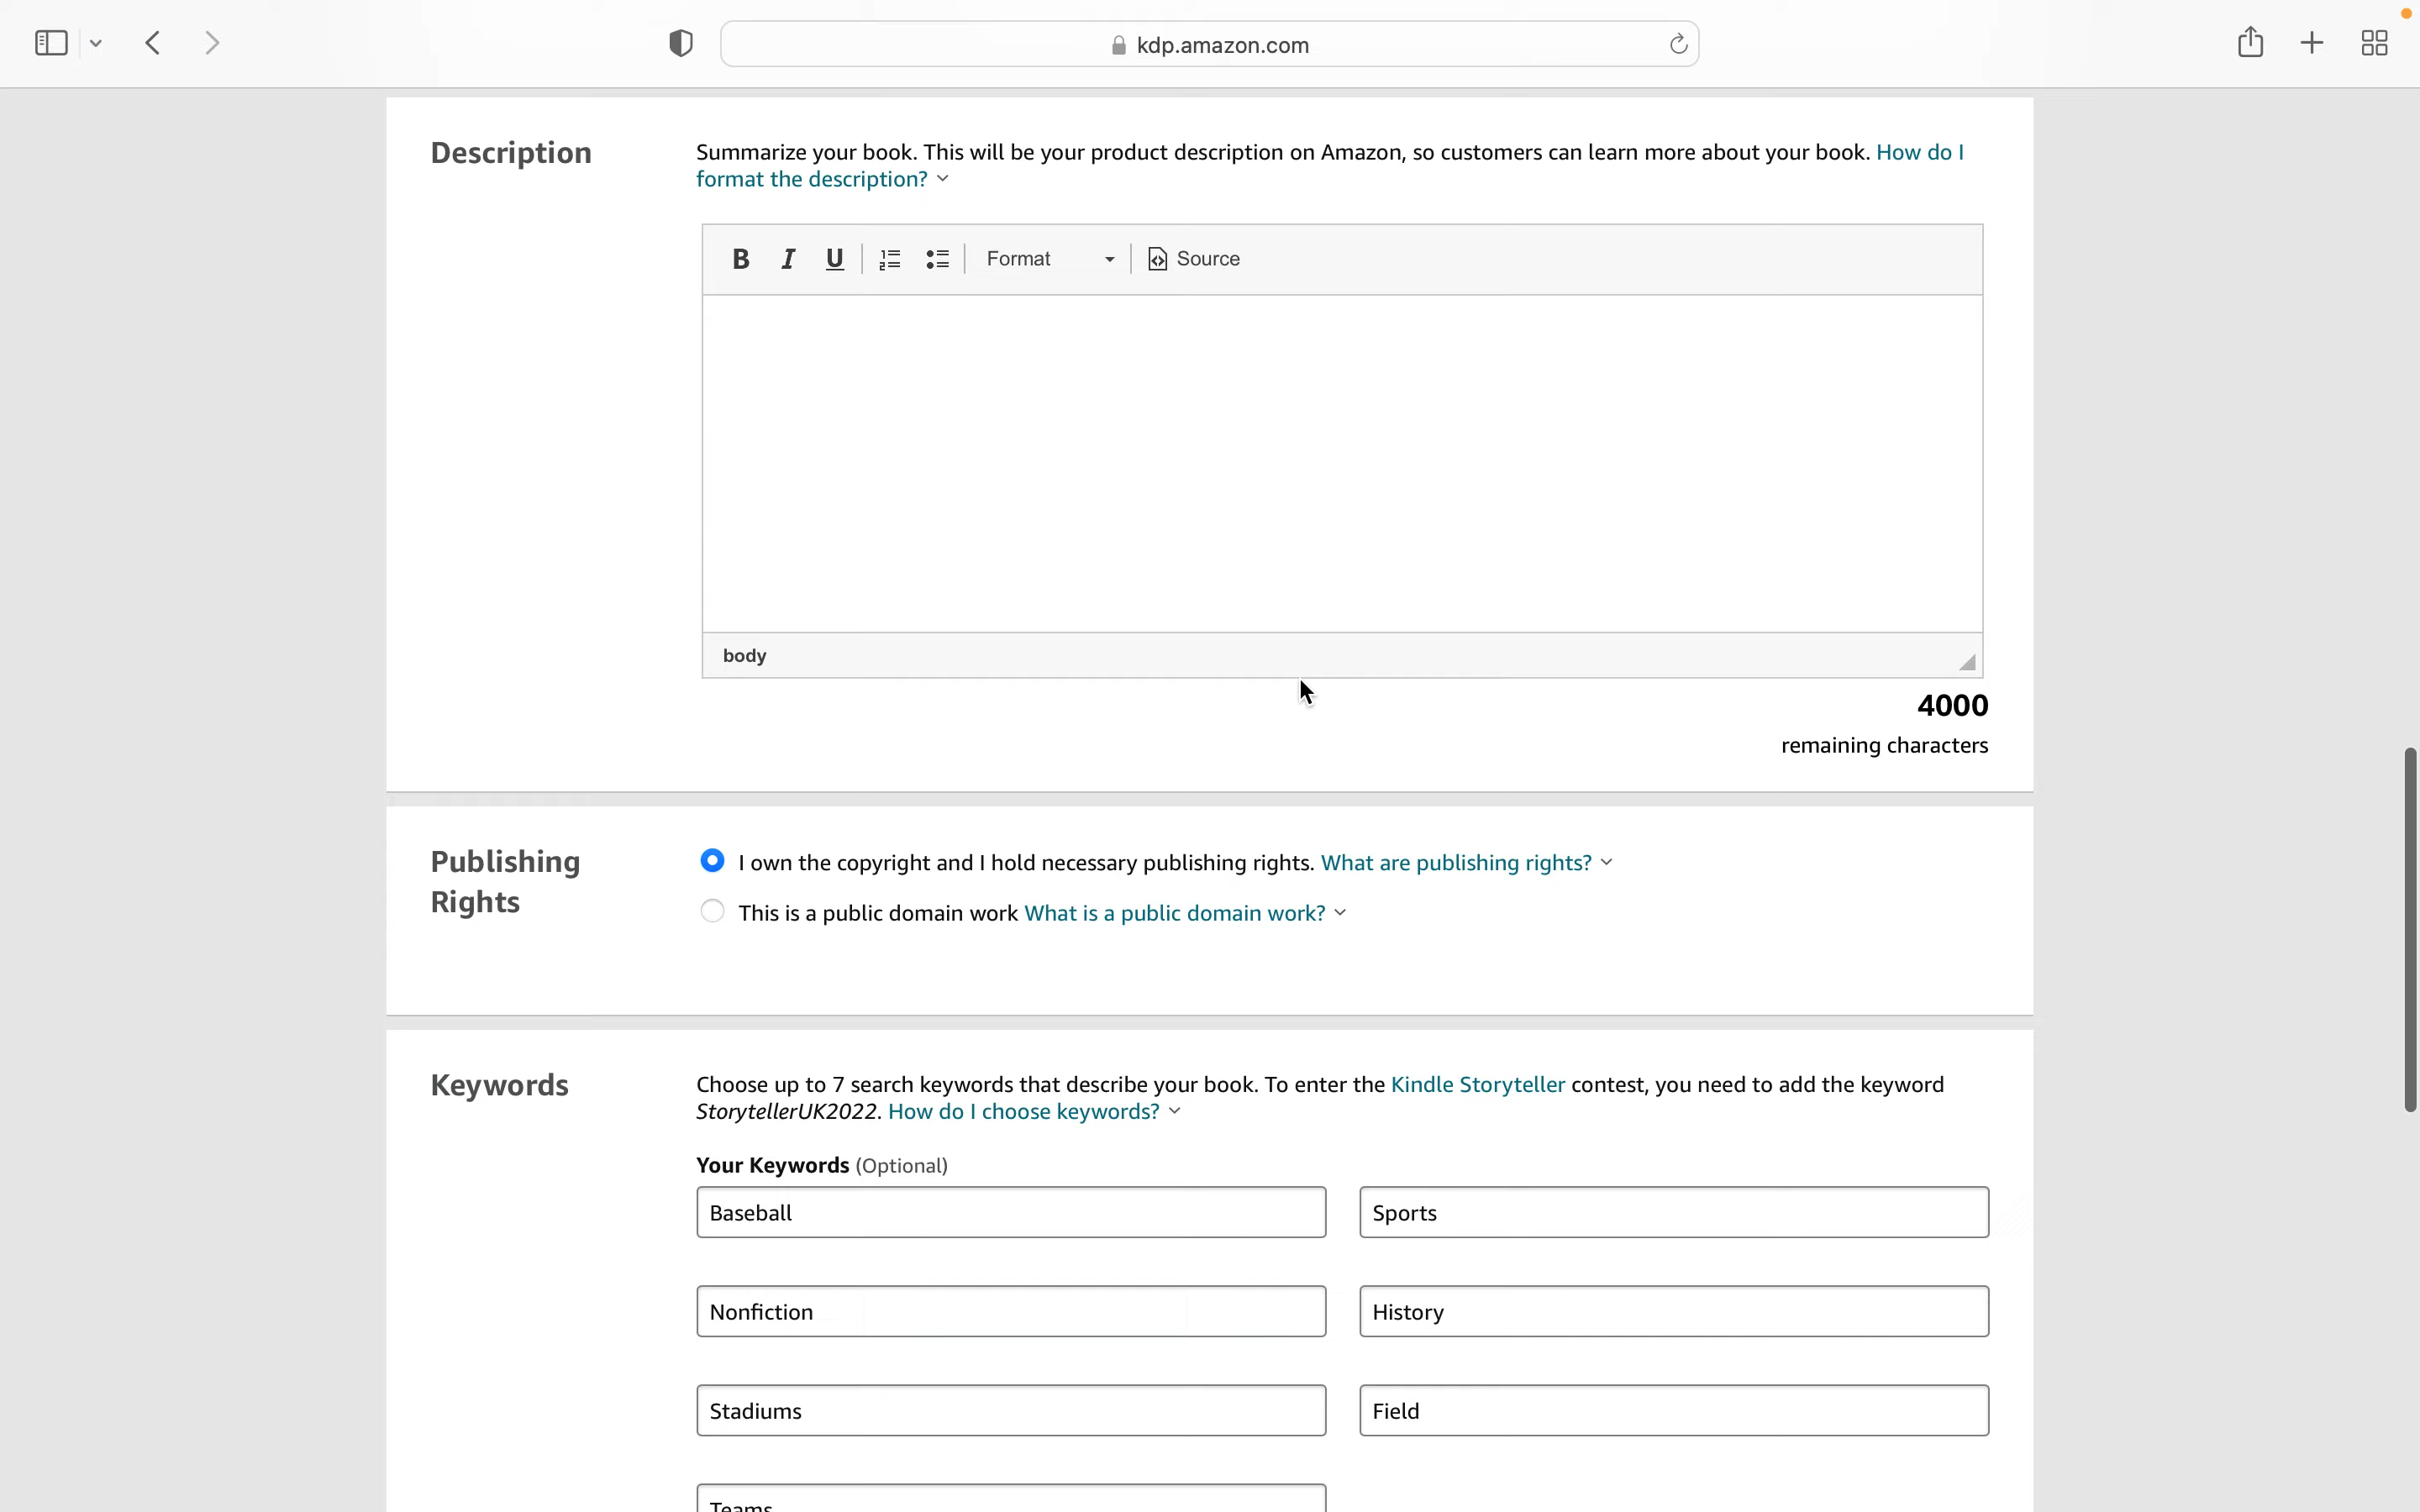 kdp.amazon.com
Description
Summarize your book. This will be your product description on Amazon, so customers can learn more about your book. How do I
format the description?
B I U Format Source
body
4000
remaining characters
Publishing
Rights
I own the copyright and I hold necessary publishing rights. What are publishing rights?
This is a public domain work What is a public domain work?
Keywords
Choose up to 7 search keywords that describe your book. To enter the Kindle Storyteller contest, you need to add the keyword
StorytellerUK2022. How do I choose keywords?
Your Keywords (Optional)
Baseball
Sports
Nonfiction
History
Stadiums
Field
Teams